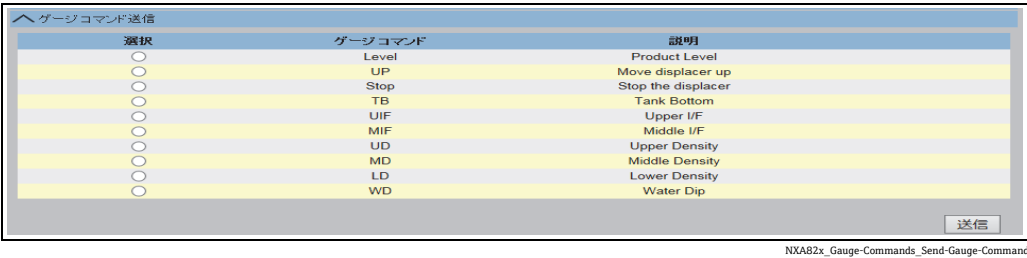 ゲージコマンド送信
選択 ゲージコマンド 説明
Level Product Level
UP Move displacer up
Stop Stop the displacer
TB Tank Bottom
UIF Upper I/F
MIF Middle I/F
UD Upper Density
MD Middle Density
LD Lower Density
WD Water Dip
送信
NXA82x_Gauge-Commands_Send-Gauge-Command